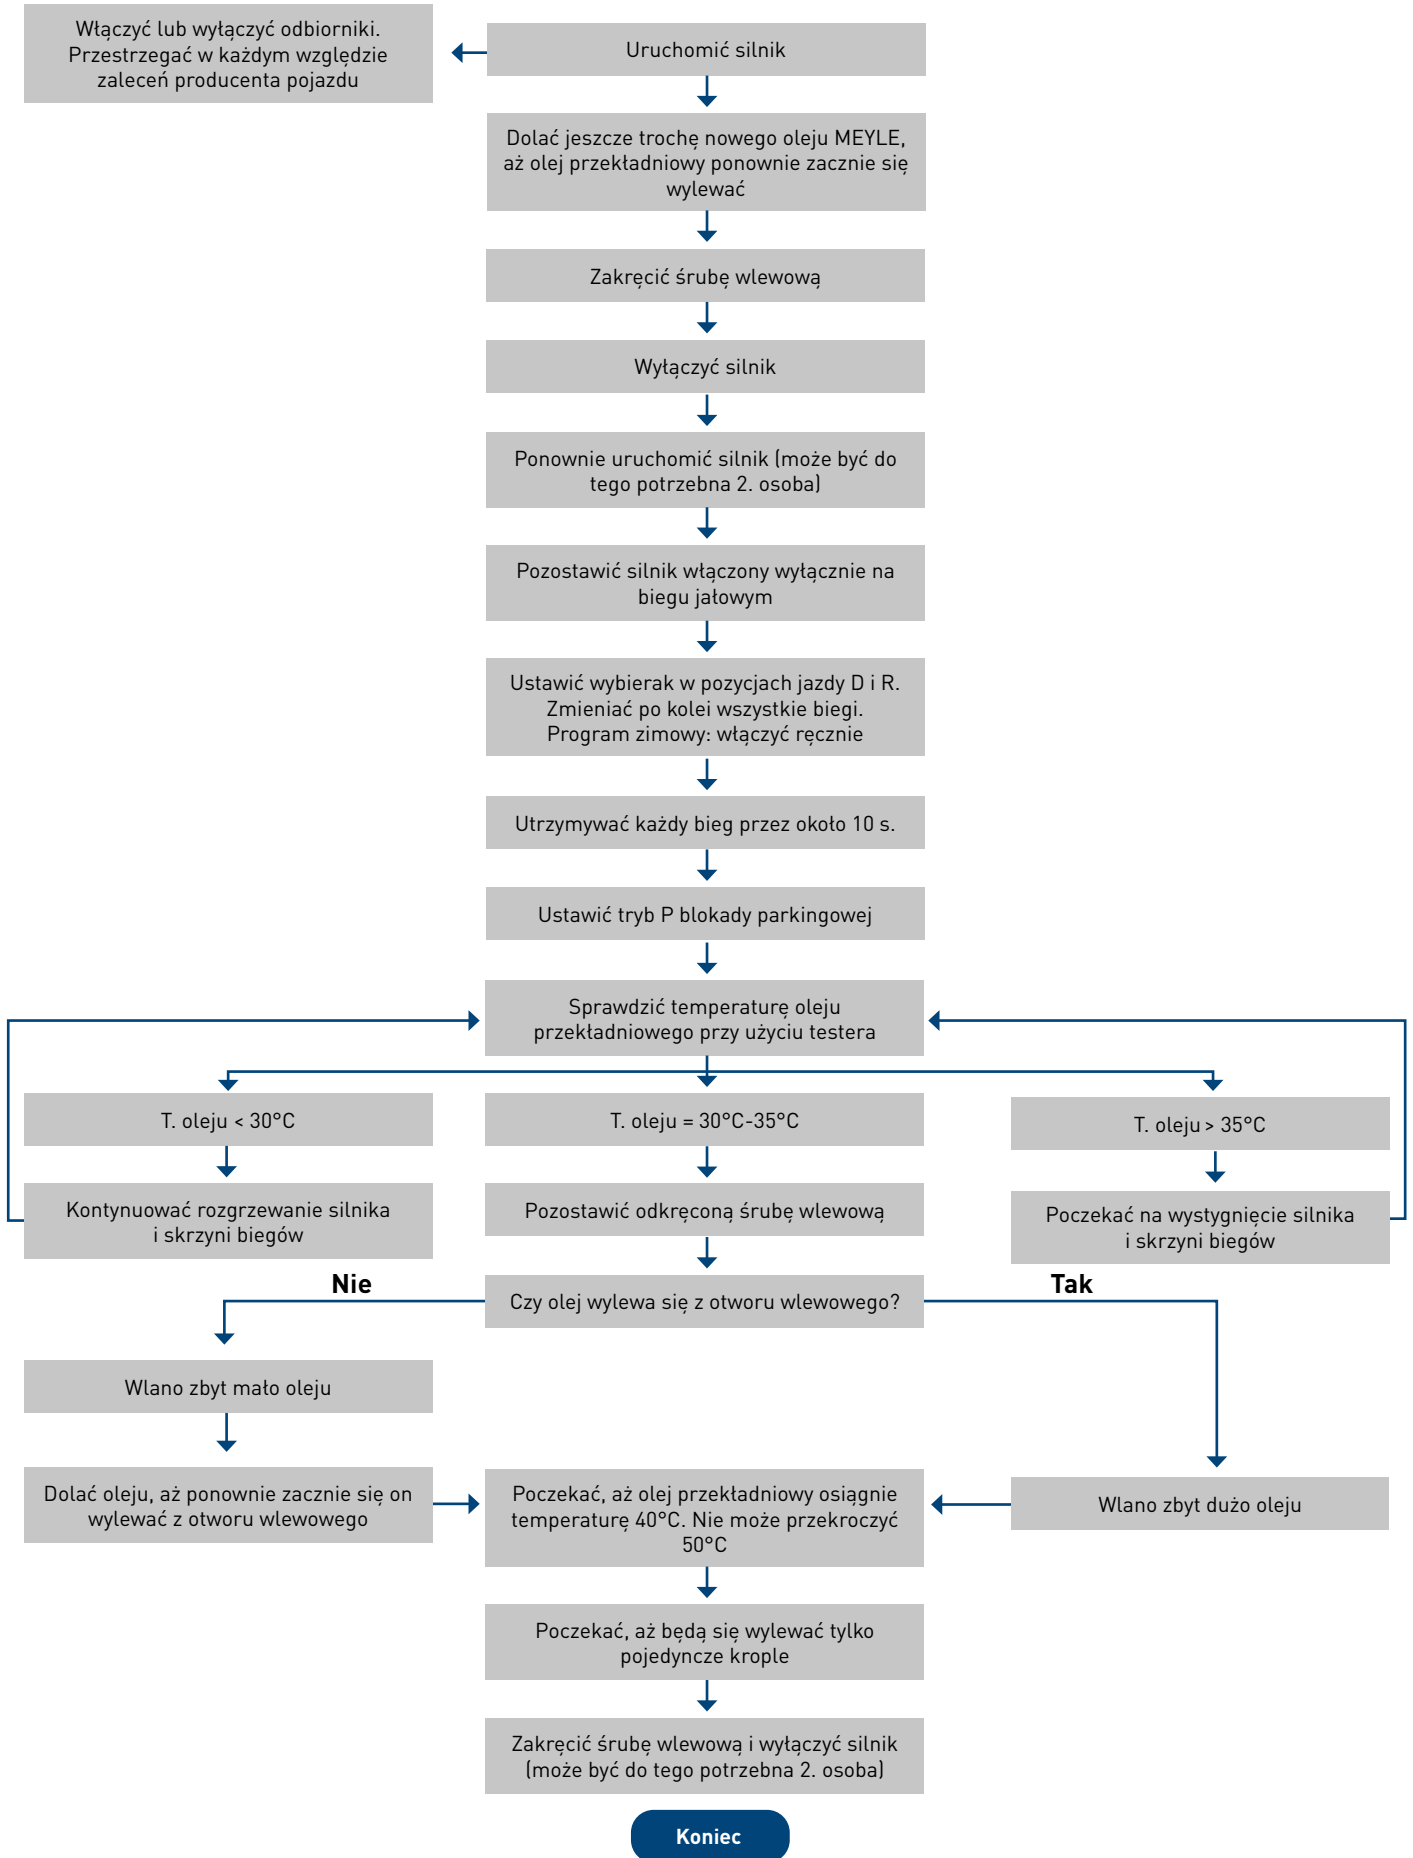 Włączyć lub wyłączyć odbiorniki.
Przestrzegać w każdym względzie
zaleceń producenta pojazdu
Uruchomić silnik
Dolać jeszcze trochę nowego oleju MEYLE,
aż olej przekładniowy ponownie zacznie się
wylewać
Zakręcić śrubę wlewową
Wyłączyć silnik
Ponownie uruchomić silnik (może być do
tego potrzebna 2. osoba)
Pozostawić silnik włączony wyłącznie na
biegu jałowym
Ustawić wybierak w pozycjach jazdy D i R.
Zmieniać po kolei wszystkie biegi.
Program zimowy: włączyć ręcznie
Utrzymywać każdy bieg przez około 10 s.
Ustawić tryb P blokady parkingowej
Sprawdzić temperaturę oleju
przekładniowego przy użyciu testera
T. oleju < 30°C
T. oleju = 30°C-35°C
T. oleju > 35°C
Kontynuować rozgrzewanie silnika
i skrzyni biegów
Pozostawić odkręconą śrubę wlewową
Poczekać na wystygnięcie silnika
i skrzyni biegów
Nie
Czy olej wylewa się z otworu wlewowego?
Tak
Wlano zbyt mało oleju
Dolać oleju, aż ponownie zacznie się on
wylewać z otworu wlewowego
Poczekać, aż olej przekładniowy osiągnie
temperaturę 40°C. Nie może przekroczyć
50°C
Wlano zbyt dużo oleju
Poczekać, aż będą się wylewać tylko
pojedyncze krople
Zakręcić śrubę wlewową i wyłączyć silnik
(może być do tego potrzebna 2. osoba)
Koniec